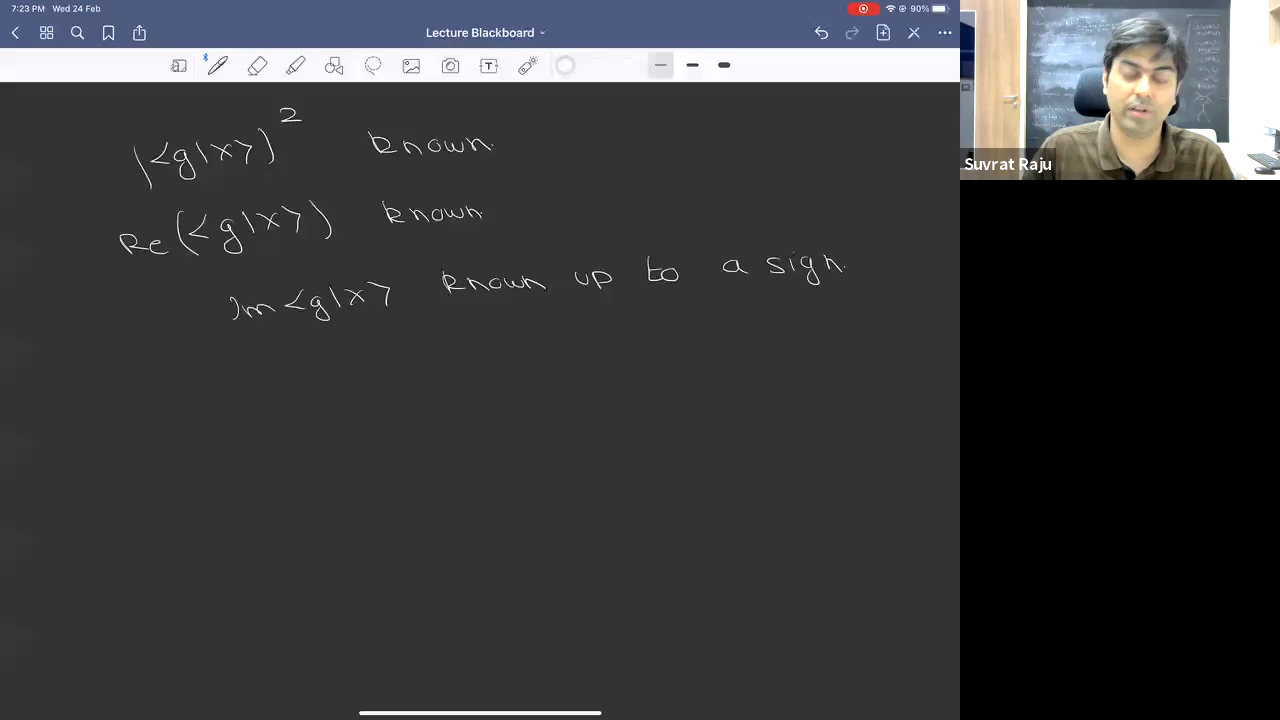 7:23 PM Wed 24 Feb
90%
Lecture Blackboard
T
|<g|x>|² known
Re(<g|x>) known
Im <g|x> known up to a sign.
Suvrat Raju